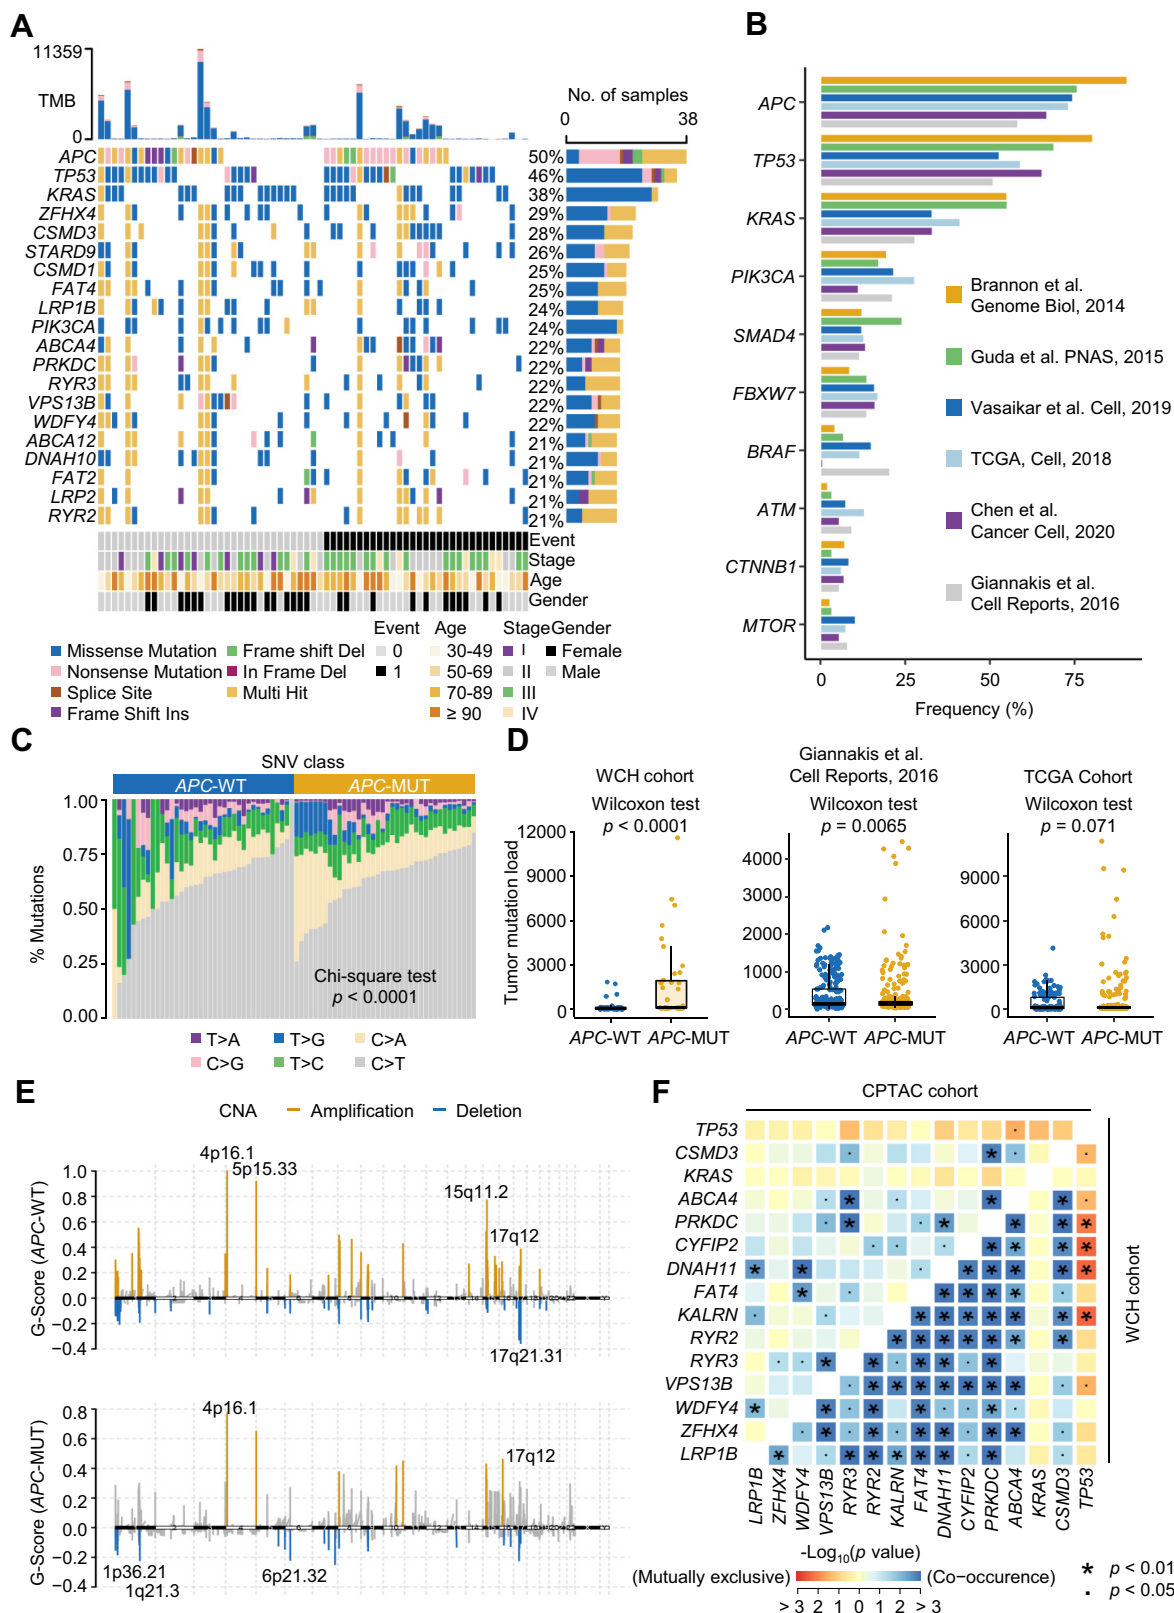 A
11359
TMB
0
No. of samples
0 38
APC 50%
TP53 46%
KRAS 38%
ZFHX4 29%
CSMD3 28%
STARD9 26%
CSMD1 25%
FAT4 25%
LRP1B 24%
PIK3CA 24%
ABCA4 22%
PRKDC 22%
RYR3 22%
VPS13B 22%
WDFY4 22%
ABCA12 21%
DNAH10 21%
FAT2 21%
LRP2 21%
RYR2 21%
Event
Stage
Age
Gender
Missense Mutation
Nonsense Mutation
Splice Site
Frame Shift Ins
Frame shift Del
In Frame Del
Multi Hit
Event
0
1
Age
30-49
50-69
70-89
≥ 90
Stage
I
II
III
IV
Gender
Female
Male
B
APC
TP53
KRAS
PIK3CA
SMAD4
FBXW7
BRAF
ATM
CTNNB1
MTOR
0 25 50 75
Frequency (%)
Brannon et al.
Genome Biol, 2014
Guda et al. PNAS, 2015
Vasaikar et al. Cell, 2019
TCGA, Cell, 2018
Chen et al.
Cancer Cell, 2020
Giannakis et al.
Cell Reports, 2016
C
SNV class
APC-WT APC-MUT
% Mutations
1.00
0.75
0.50
0.25
0.00
Chi-square test
p < 0.0001
T>A T>G C>A
C>G T>C C>T
D
Tumor mutation load
WCH cohort
Wilcoxon test
p < 0.0001
12000
9000
6000
3000
0
APC-WT APC-MUT
Giannakis et al.
Cell Reports, 2016
Wilcoxon test
p = 0.0065
4000
3000
2000
1000
0
APC-WT APC-MUT
TCGA Cohort
Wilcoxon test
p = 0.071
9000
6000
3000
0
APC-WT APC-MUT
E
CNA Amplification Deletion
G-Score (APC-WT)
1.0
0.8
0.6
0.4
0.2
0.0
−0.2
−0.4
4p16.1
5p15.33
15q11.2
17q12
17q21.31
G-Score (APC-MUT)
0.8
0.6
0.4
0.2
0.0
−0.2
−0.4
4p16.1
17q12
1p36.21
1q21.3
6p21.32
F
CPTAC cohort
WCH cohort
TP53
CSMD3
KRAS
ABCA4
PRKDC
CYFIP2
DNAH11
FAT4
KALRN
RYR2
RYR3
VPS13B
WDFY4
ZFHX4
LRP1B
LRP1B ZFHX4 WDFY4 VPS13B RYR3 RYR2 KALRN FAT4 DNAH11 CYFIP2 PRKDC ABCA4 KRAS CSMD3 TP53
-Log10(p value)
(Mutually exclusive) (Co−occurence)
> 3 2 1 0 1 2 > 3
* p < 0.01
· p < 0.05